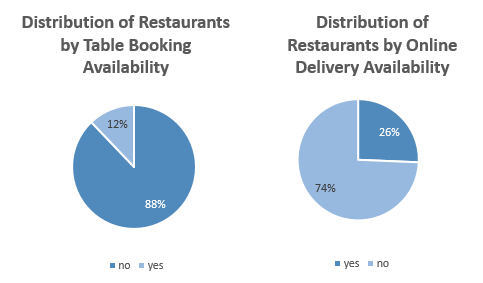 Distribution of Restaurants
by Table Booking
Availability
12%
88%
no yes
Distribution of
Restaurants by Online
Delivery Availability
26%
74%
yes no